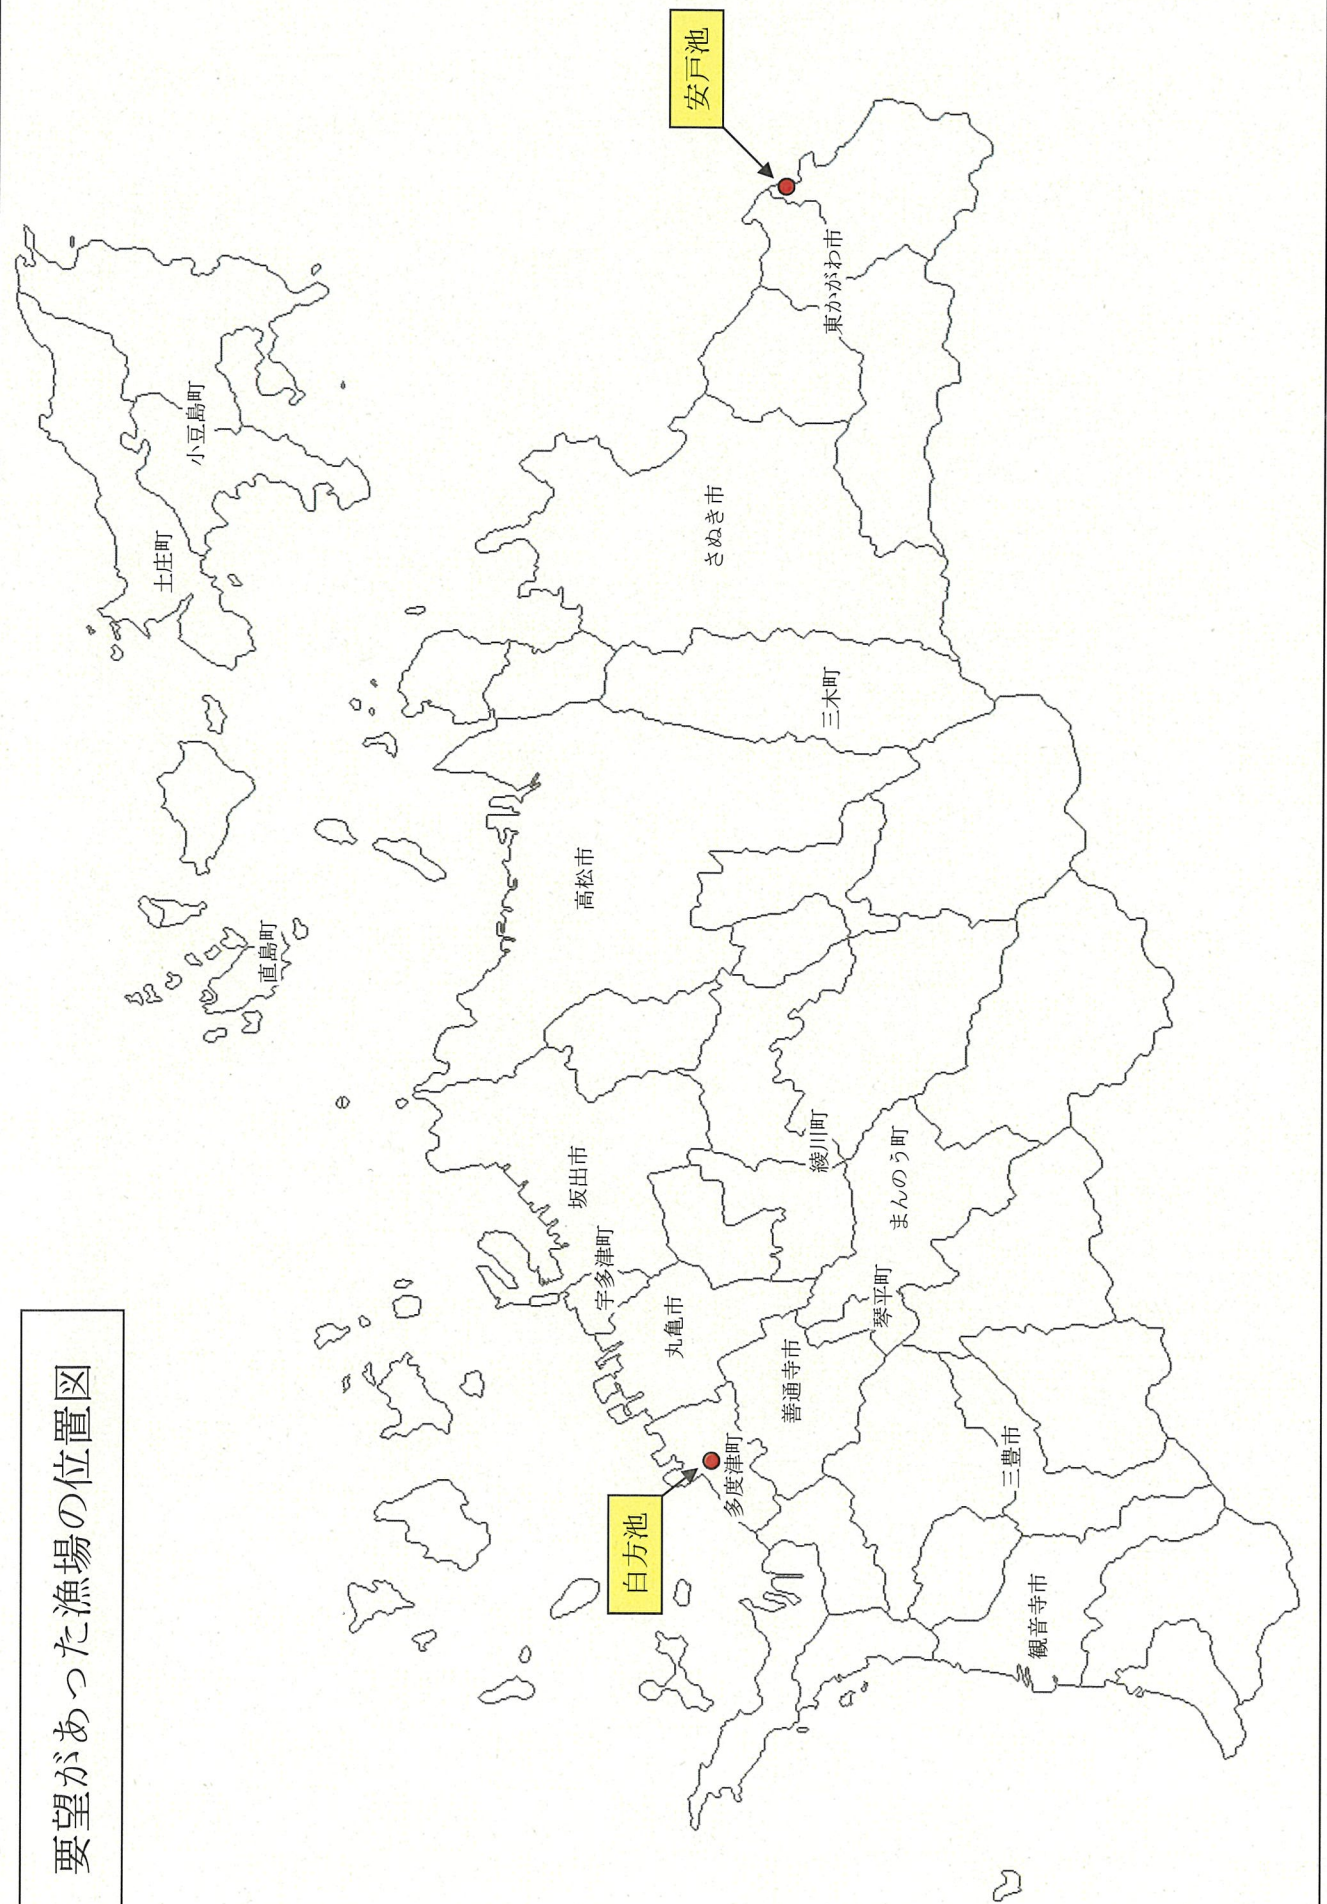 要望があった漁場の位置図
小豆島町
土庄町
直島町
安戸池
東かがわ市
さぬき市
三木町
高松市
坂出市
宇多津町
綾川町
丸亀市
まんのう町
琴平町
善通寺市
白方池
多度津町
三豊市
観音寺市